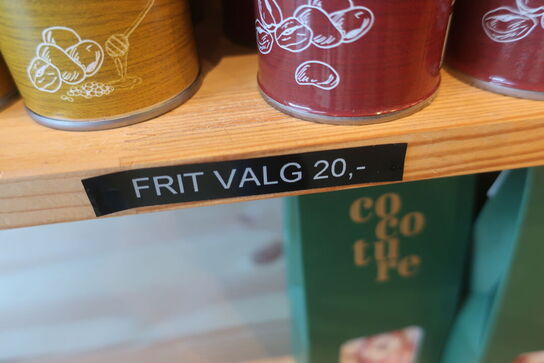 FRIT VALG 20,-
co
co
tu
re